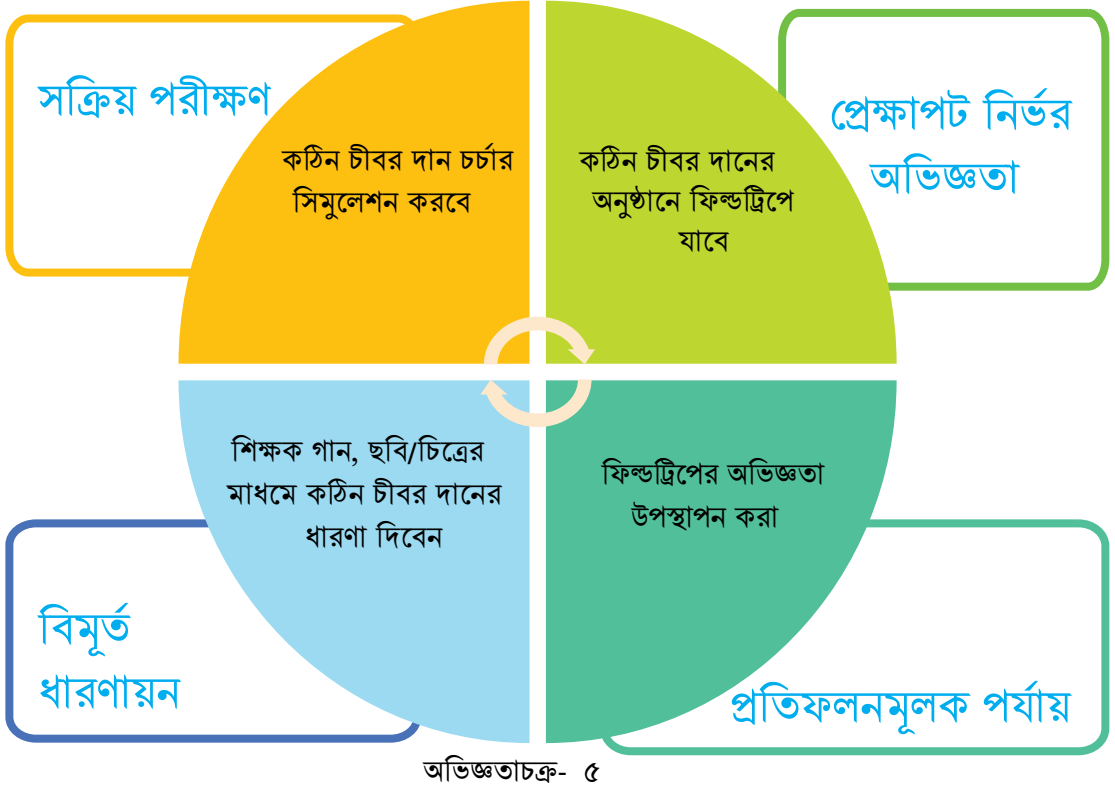 সক্রিয় পরীক্ষণ
কঠিন চীবর দান চর্চার
সিমুলেশন করবে
কঠিন চীবর দানের
অনুষ্ঠানে ফিল্ডট্রিপে
যাবে
প্রেক্ষাপট নির্ভর
অভিজ্ঞতা
শিক্ষক গান, ছবি/চিত্রের
মাধমে কঠিন চীবর দানের
ধারণা দিবেন
ফিল্ডট্রিপের অভিজ্ঞতা
উপস্থাপন করা
বিমূর্ত
ধারণায়ন
প্রতিফলনমূলক পর্যায়
অভিজ্ঞতাচক্র- ৫